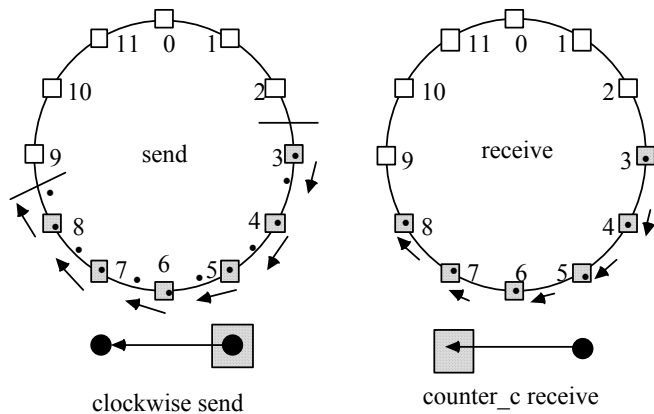 11 0 1
10 2
9 send 3
8 4
7 6 5
clockwise send
11 0 1
10 2
9 receive 3
8 4
7 6 5
counter_c receive